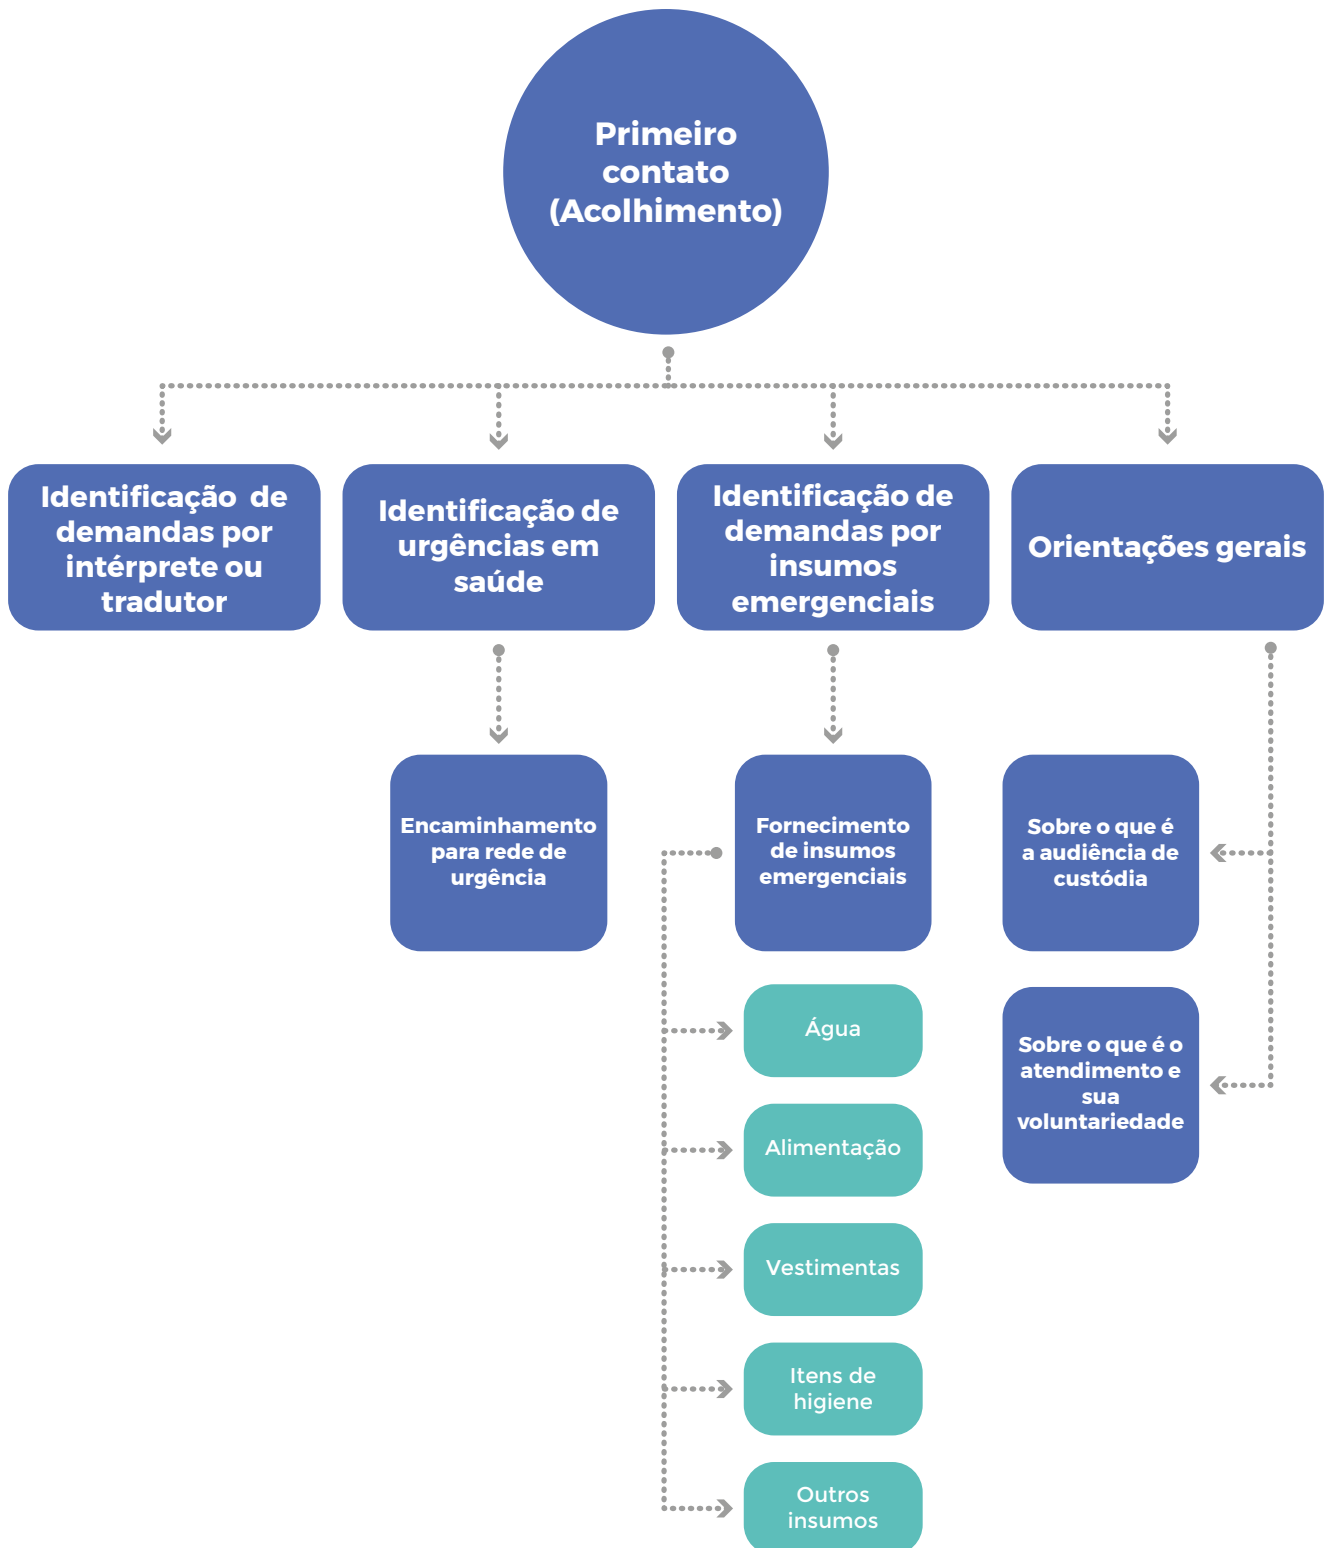 Primeiro
contato
(Acolhimento)
Identificação de
demandas por
intérprete ou
tradutor
Identificação de
urgências em
saúde
Identificação de
demandas por
insumos
emergenciais
Orientações gerais
Encaminhamento
para rede de
urgência
Fornecimento
de insumos
emergenciais
Sobre o que é
a audiência de
custódia
Água
Sobre o que é o
atendimento e
sua
voluntariedade
Alimentação
Vestimentas
Itens de
higiene
Outros
insumos